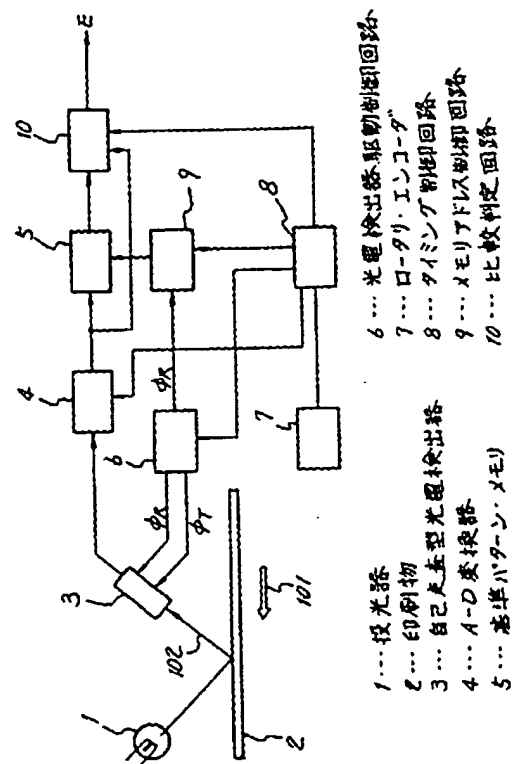 1
2
3
4
5
6
7
8
9
10
101
102
φR
φT
φR
E
1 … 投光器
2 … 印刷物
3 … 自己走査型光電検出器
4 … A-D変換器
5 … 基準パターン・メモリ
6 … 光電検出器駆動制御回路
7 … ロータリ・エンコーダ
8 … タイミング制御回路
9 … メモリアドレス制御回路
10 … 比較判定回路